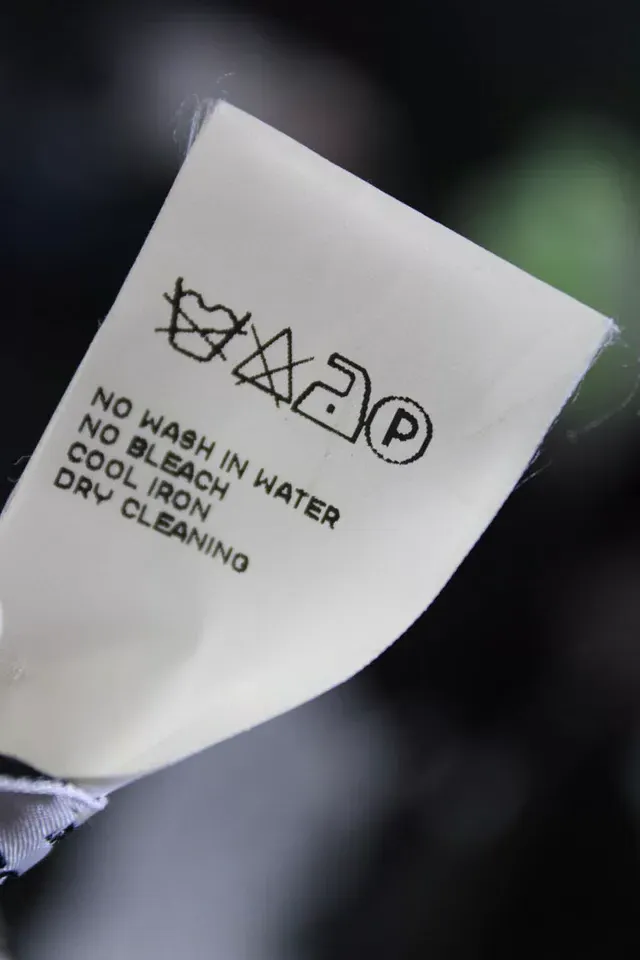 P
NO WASH IN WATER
NO BLEACH
COOL IRON
DRY CLEANING